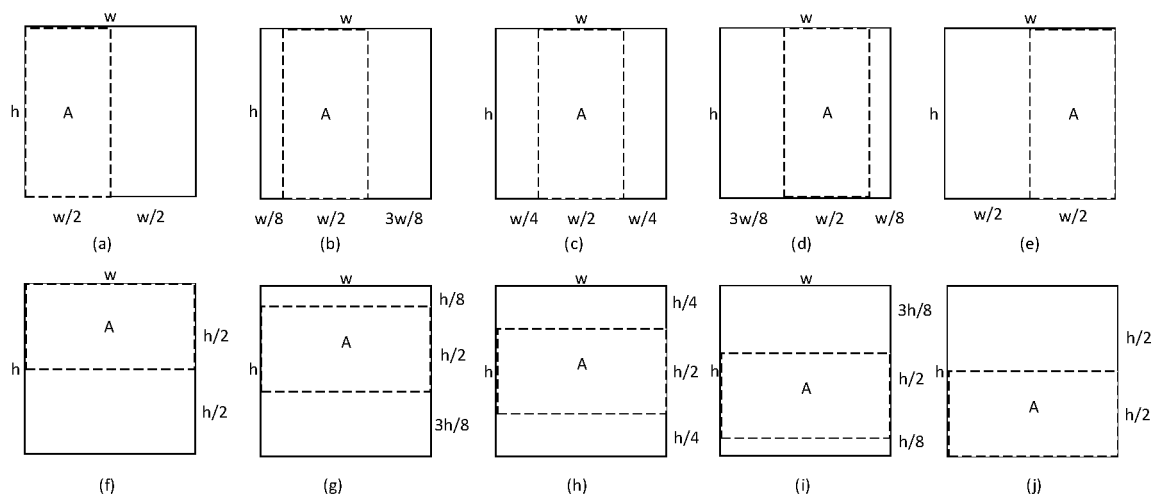 w w w w w
h A h A h A h A h A
w/2 w/2 w/8 w/2 3w/8 w/4 w/2 w/4 3w/8 w/2 w/8 w/2 w/2
(a) (b) (c) (d) (e)
w w w w
h/8 h/4 3h/8
A h/2 A h/2 A h/2 A h/2 h/2
h h h h h
h/2 3h/8 h/4 h/8 A h/2
(f) (g) (h) (i) (j)